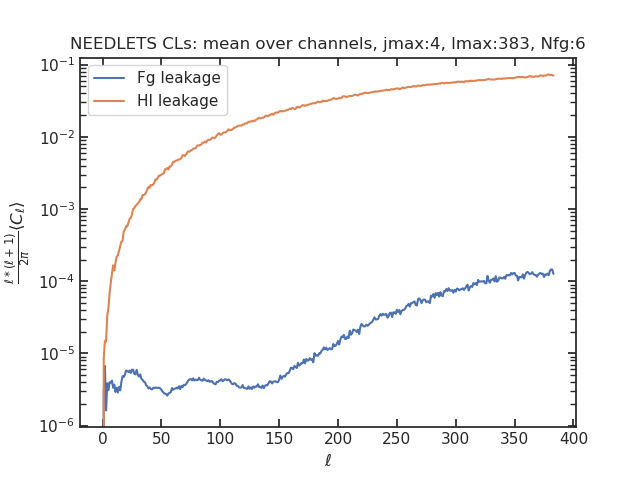 NEEDLETS CLs: mean over channels, jmax:4, lmax:383, Nfg:6
Fg leakage
HI leakage
10⁻¹
10⁻²
10⁻³
10⁻⁴
10⁻⁵
10⁻⁶
ℓ*(ℓ+1)/2π ⟨Cℓ⟩
0 50 100 150 200 250 300 350 400
ℓ